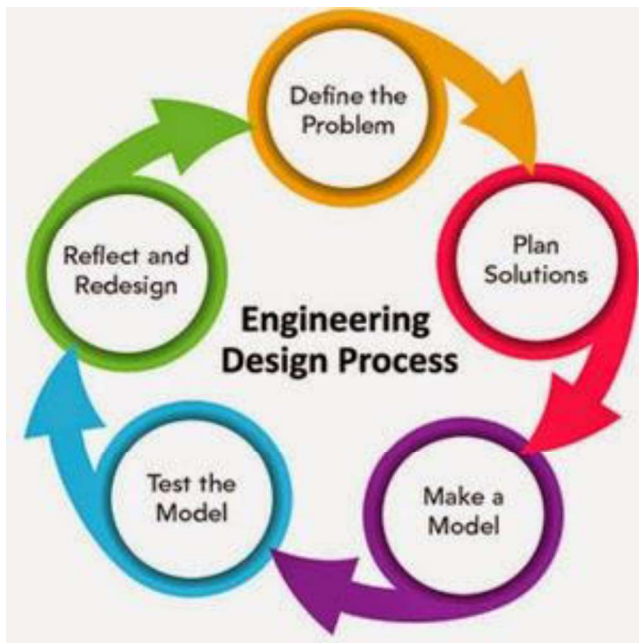 Define the
Problem
Plan
Solutions
Make a
Model
Test the
Model
Reflect and
Redesign
Engineering
Design Process